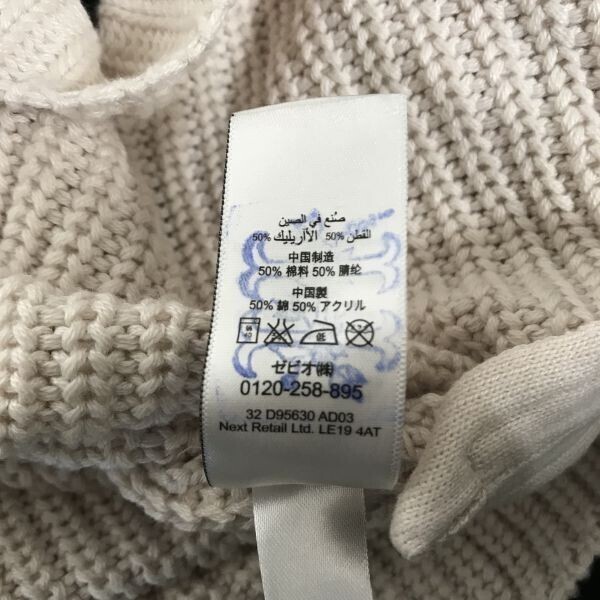 صنع في الصين
القطن 50% الآاريليك 50%
中国制造
50% 棉料 50% 腈纶
中国製
50% 綿 50% アクリル
ゼビオ㈱
0120-258-895
32 D95630 AD03
Next Retail Ltd. LE19 4AT